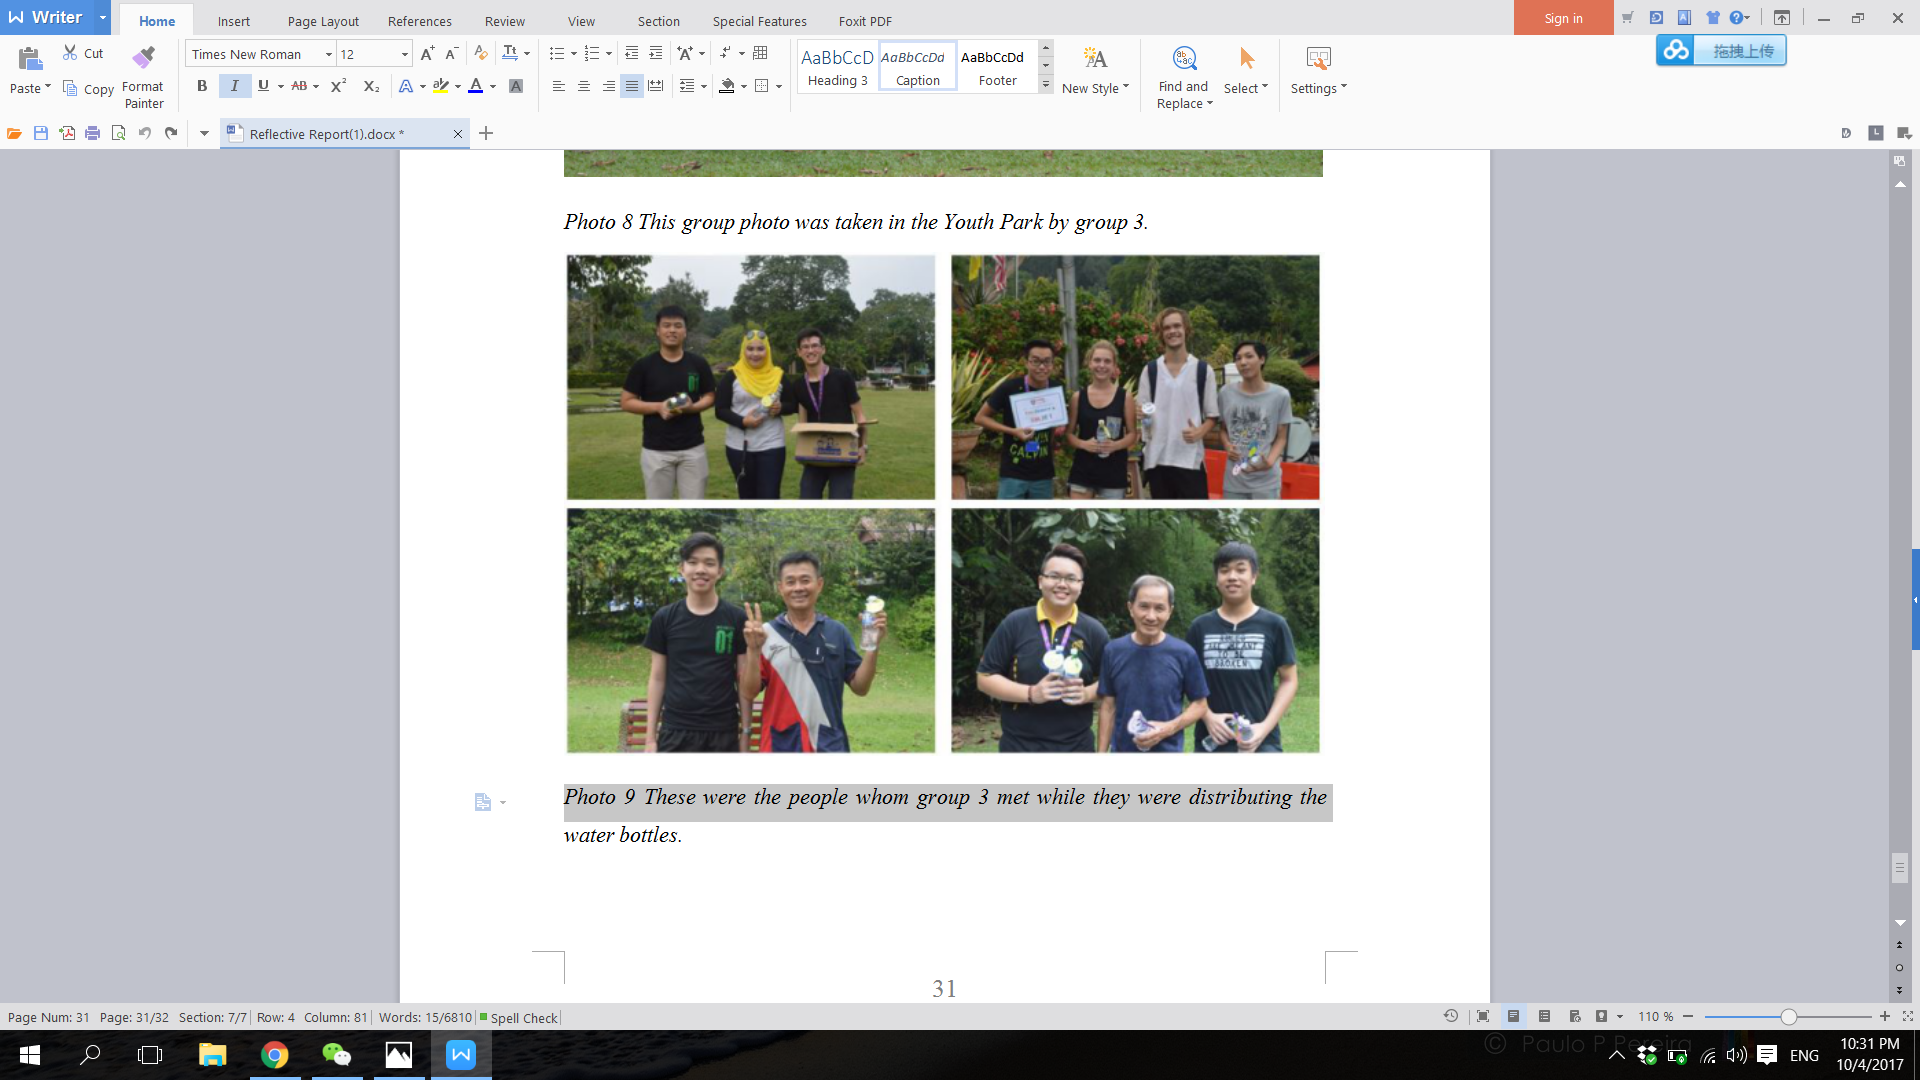 Writer
Home
Insert
Page Layout
References
Review
View
Section
Special Features
Foxit PDF
Sign in
拖拽上传
Paste
Cut
Copy
Format
Painter
Times New Roman
12
AaBbCcD
Heading 3
AaBbCcDd
Caption
AaBbCcDd
Footer
New Style
Find and
Replace
Select
Settings
Reflective Report(1).docx *
Photo 8 This group photo was taken in the Youth Park by group 3.
01
CALVIN
01
BROKEN
Photo 9 These were the people whom group 3 met while they were distributing the
water bottles.
31
Page Num: 31 Page: 31/32 Section: 7/7 Row: 4 Column: 81 Words: 15/6810 Spell Check
110 %
© Paulo P Pereira
ENG
10:31 PM
10/4/2017